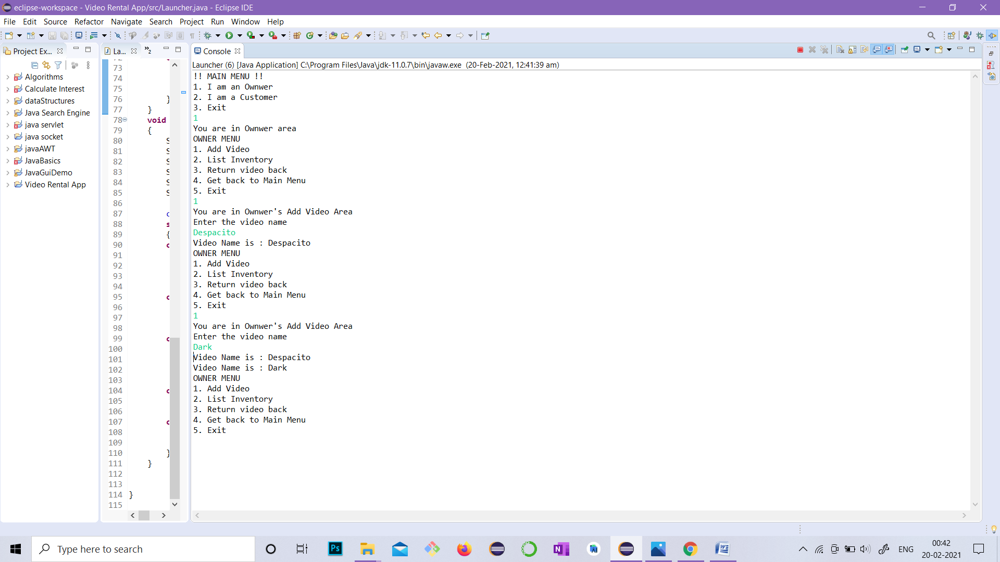 eclipse-workspace - Video Rental App/src/Launcher.java - Eclipse IDE
File Edit Source Refactor Navigate Search Project Run Window Help
Project Ex...
Algorithms
Calculate Interest
dataStructures
Java Search Engine
java servlet
java socket
javaAWT
JavaBasics
JavaGuiDemo
Video Rental App
La...
»2
73
74
75
76 }
77 }
78 void
79 {
80 S
81 S
82 S
83 S
84 S
85 S
86
87 c
88 s
89 {
90 c
91
92
93
94
95 c
96
97
98
99 c
100
101
102
103
104 c
105
106
107 c
108
109
110 }
111 }
112
113
114 }
115
Console
Launcher (6) [Java Application] C:\Program Files\Java\jdk-11.0.7\bin\javaw.exe (20-Feb-2021, 12:41:39 am)
!! MAIN MENU !!
1. I am an Ownwer
2. I am a Customer
3. Exit
1
You are in Ownwer area
OWNER MENU
1. Add Video
2. List Inventory
3. Return video back
4. Get back to Main Menu
5. Exit
1
You are in Ownwer's Add Video Area
Enter the video name
Despacito
Video Name is : Despacito
OWNER MENU
1. Add Video
2. List Inventory
3. Return video back
4. Get back to Main Menu
5. Exit
1
You are in Ownwer's Add Video Area
Enter the video name
Dark
Video Name is : Despacito
Video Name is : Dark
OWNER MENU
1. Add Video
2. List Inventory
3. Return video back
4. Get back to Main Menu
5. Exit
Type here to search
Ps
N
W
ENG
00:42
20-02-2021